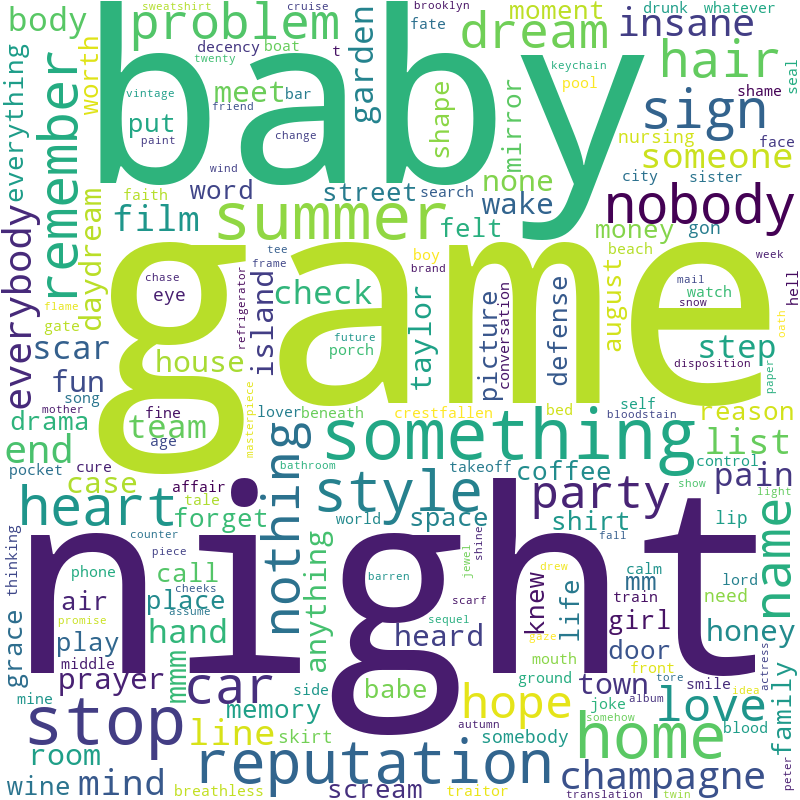 body
sweatshirt
cruise
problem
brooklyn
moment
drunk
whatever
baby
decency
boat
t
twenty
fate
dream
insane
hair
everything
remember
worth
vintage
meet
friend
bar
garden
keychain
pool
seal
shame
put
paint
change
shape
mirror
sign
nursing
face
wind
someone
faith
word
street
search
none
city
sister
nobody
film
summer
felt
wake
money
gon
everybody
daydream
tee
frame
boy
brand
beach
week
game
chase
eye
refrigerator
island
check
taylor
picture
conversation
defense
august
mail
snow
watch
hell
flame
gate
scar
future
porch
step
oath
disposition
paper
fun
house
song
mother
drama
team
fine
age
masterpiece
lover
beneath
crestfallen
bed
self
bloodstain
reason
end
something
list
pocket
cure
case
affair
tale
nothing
bathroom
takeoff
coffee
control
show
pain
light
heart
forget
style
party
world
space
shirt
lip
name
thinking
night
counter
piece
anything
jewel
shine
fall
phone
call
cheeks
assume
barren
drew
calm
lord
grace
air
place
scarf
knew
gaze
life
mm
train
need
promise
play
hand
heard
sequel
girl
honey
middle
prayer
mmm
babe
mouth
door
front
family
mine
car
side
ground
town
tore
smile
idea
actress
stop
memory
skirt
hope
joke
album
love
line
autumn
somebody
somehow
home
blood
room
reputation
wine
mind
breathless
scream
traitor
champagne
translation
twin
peter